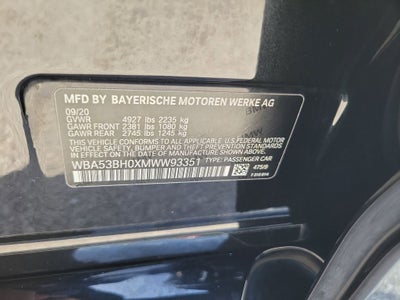 MFD BY BAYERISCHE MOTOREN WERKE AG
09/20
GVWR 4927 lbs 2235 kg
GAWR FRONT 2381 lbs 1080 kg
GAWR REAR 2745 lbs 1245 kg
THIS VEHICLE CONFORMS TO ALL APPLICABLE U.S. FEDERAL MOTOR
VEHICLE SAFETY, BUMPER, AND THEFT PREVENTION STANDARDS
IN EFFECT ON THE DATE OF MANUFACTURE SHOWN ABOVE.
WBA53BH0XMWW93351 TYPE: PASSENGER CAR
475/9